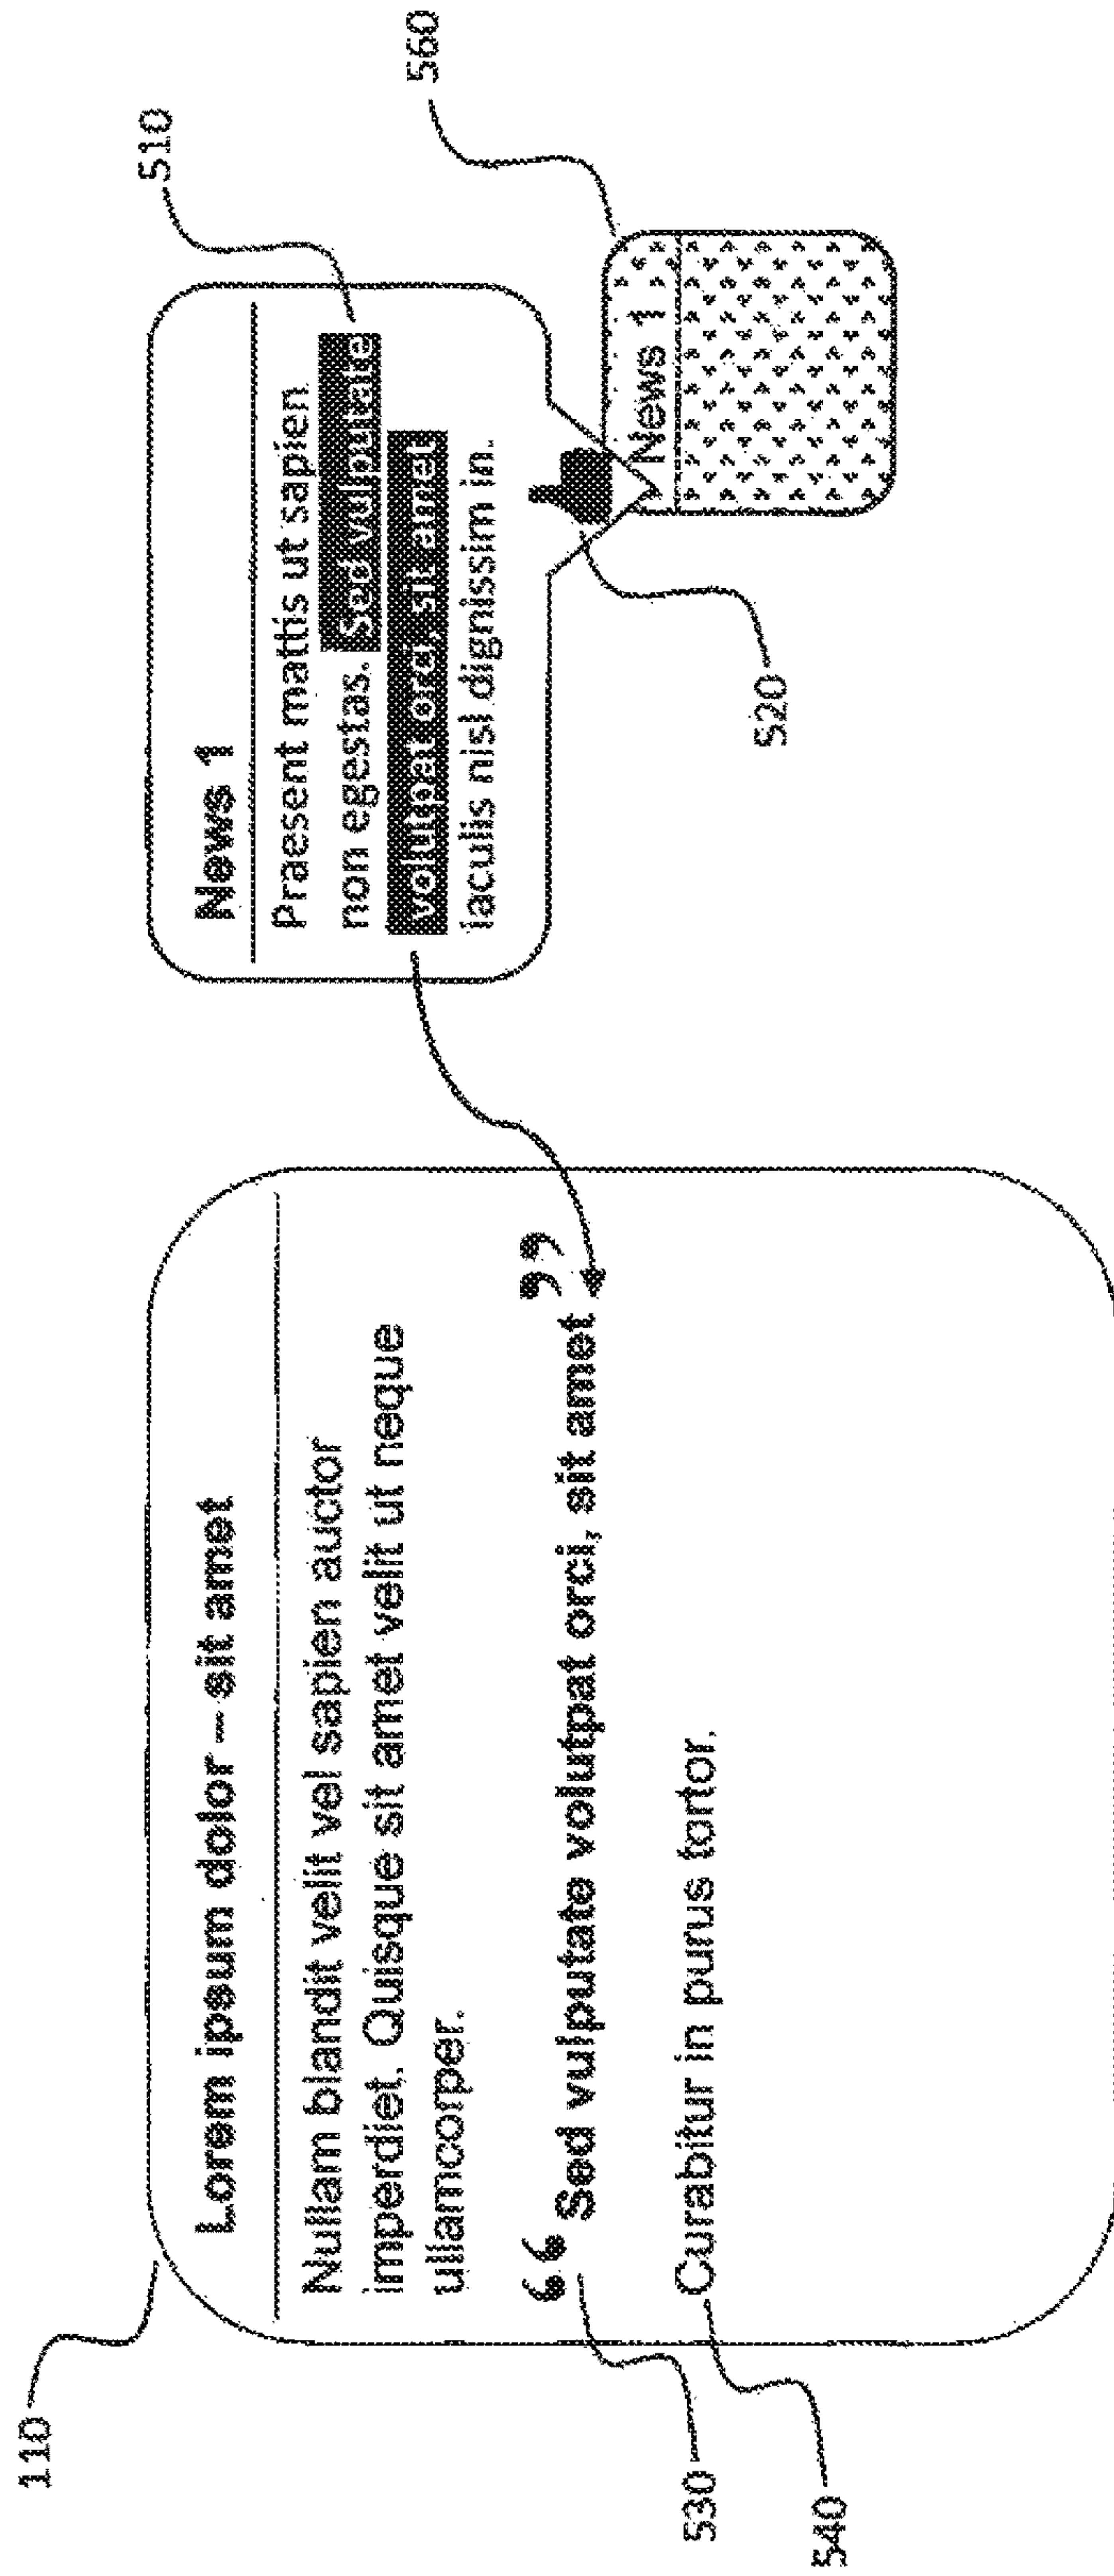 110
Lorem ipsum dolor – sit amet
Nullam blandit velit vel sapien auctor
imperdiet. Quisque sit amet velit ut neque
ullamcorper.
“ Sed vulputate volutpat orci, sit amet ”
Curabitur in purus tortor.
530
540
News 1
Praesent mattis ut sapien
non egestas. Sed vulputate
volutpat orci, sit amet
iaculis nisl dignissim in.
510
520
News 1
560